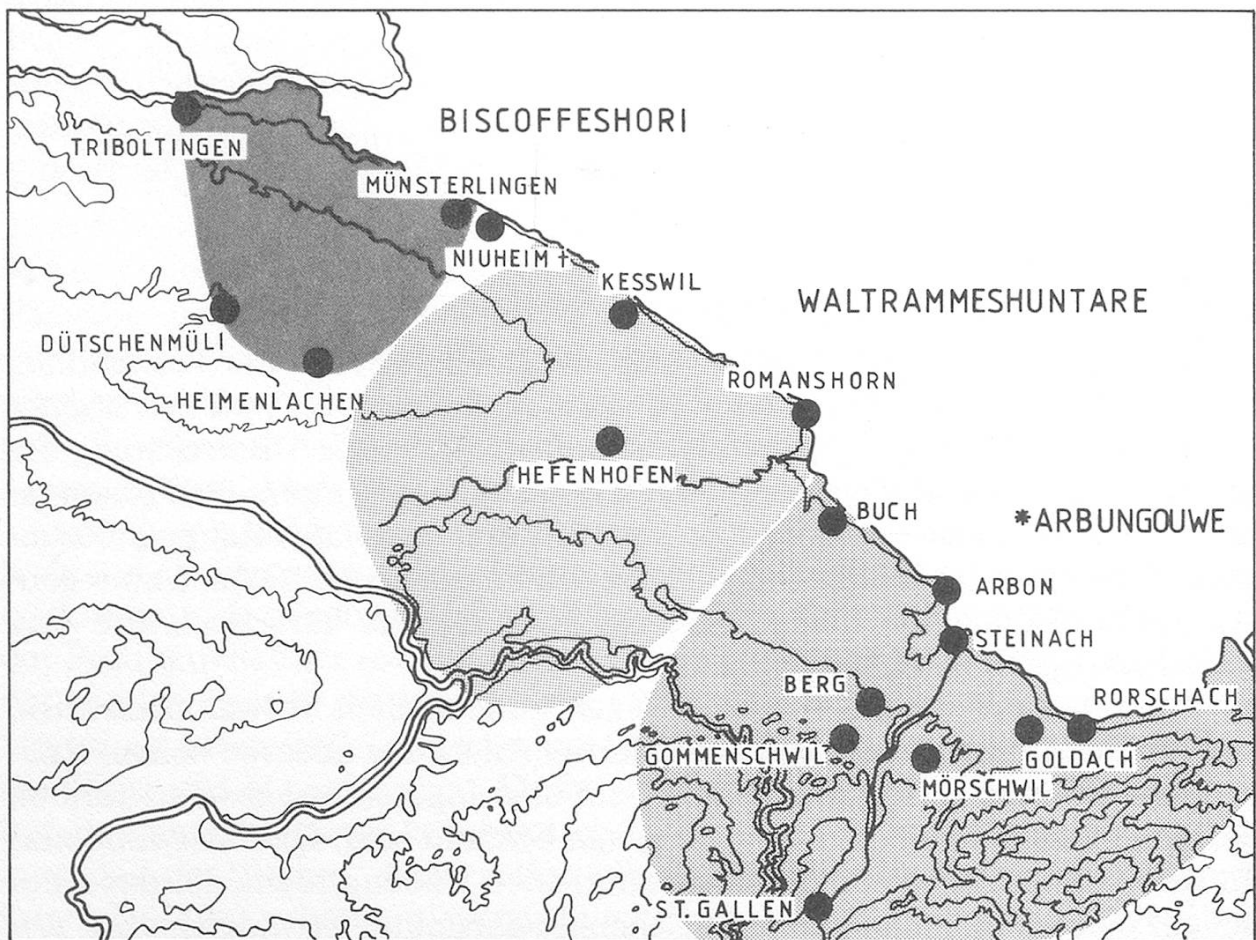 BISCOFFESHORI
TRIBOLTINGEN
MÜNSTERLINGEN
NIUHEIM †
KESSWIL
WALTRAMMESHUNTARE
DÜTSCHENMÜLI
ROMANSHORN
HEIMENLACHEN
HEFENHOFEN
BUCH
*ARBUNGOUWE
ARBON
STEINACH
BERG
RORSCHACH
GOMMENSCHWIL
GOLDACH
MÖRSCHWIL
ST. GALLEN